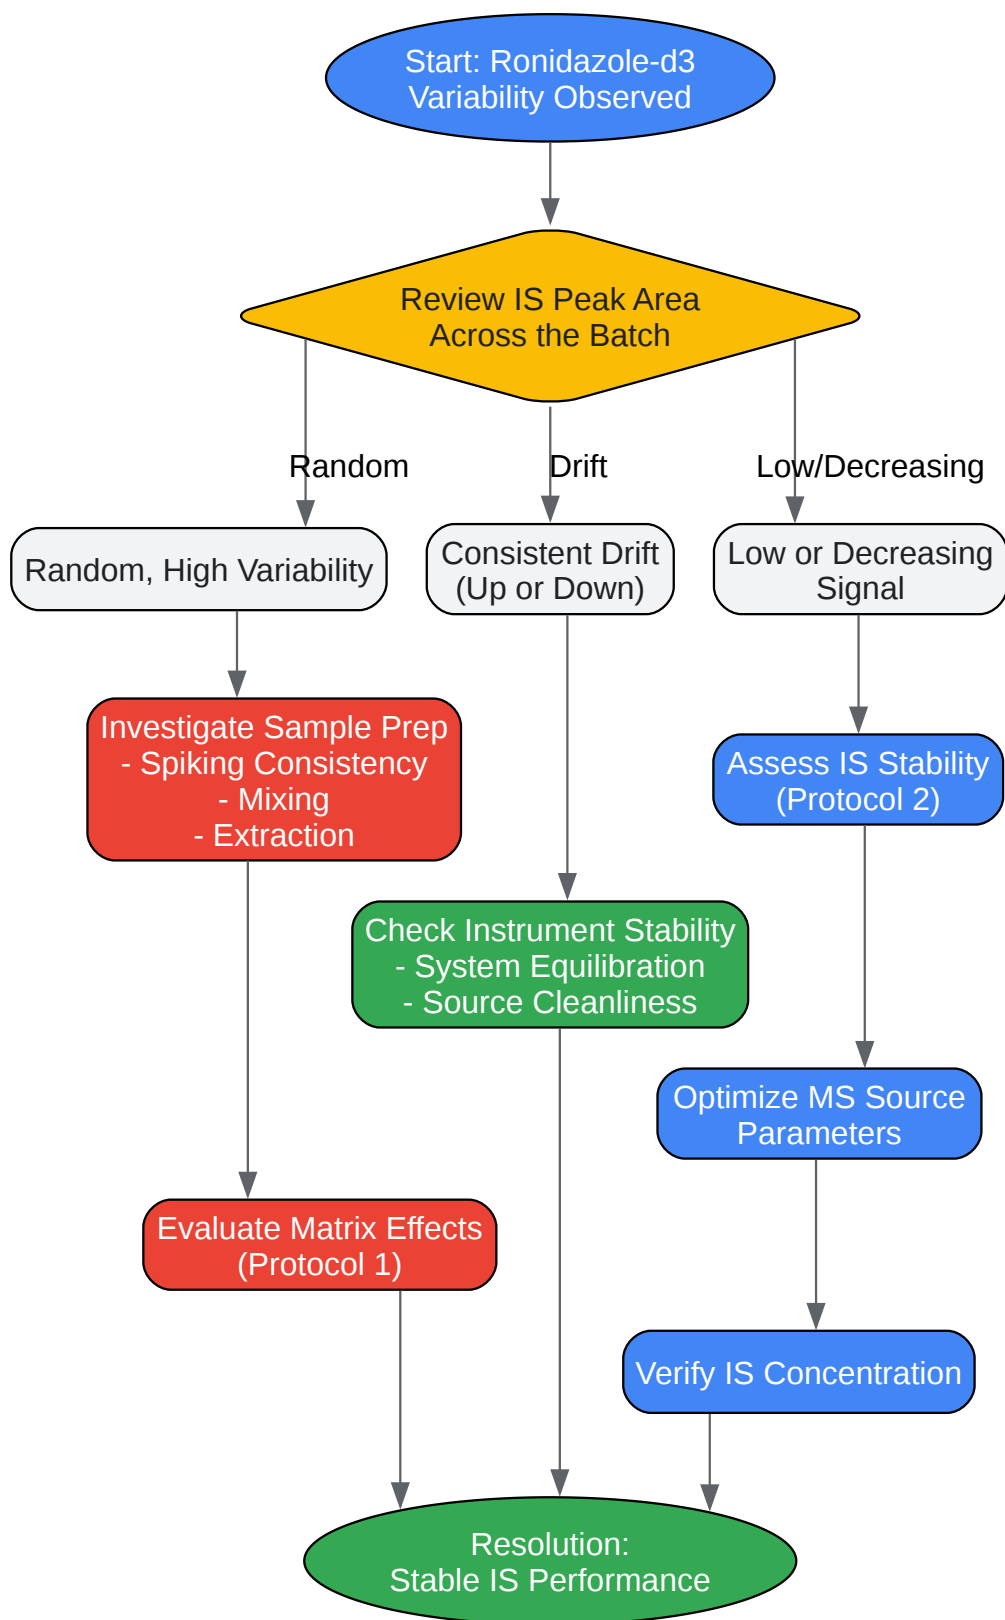 Start: Ronidazole-d3
Variability Observed
Review IS Peak Area
Across the Batch
Random
Drift
Low/Decreasing
Random, High Variability
Consistent Drift
(Up or Down)
Low or Decreasing
Signal
Investigate Sample Prep
- Spiking Consistency
- Mixing
- Extraction
Assess IS Stability
(Protocol 2)
Check Instrument Stability
- System Equilibration
- Source Cleanliness
Optimize MS Source
Parameters
Evaluate Matrix Effects
(Protocol 1)
Verify IS Concentration
Resolution:
Stable IS Performance